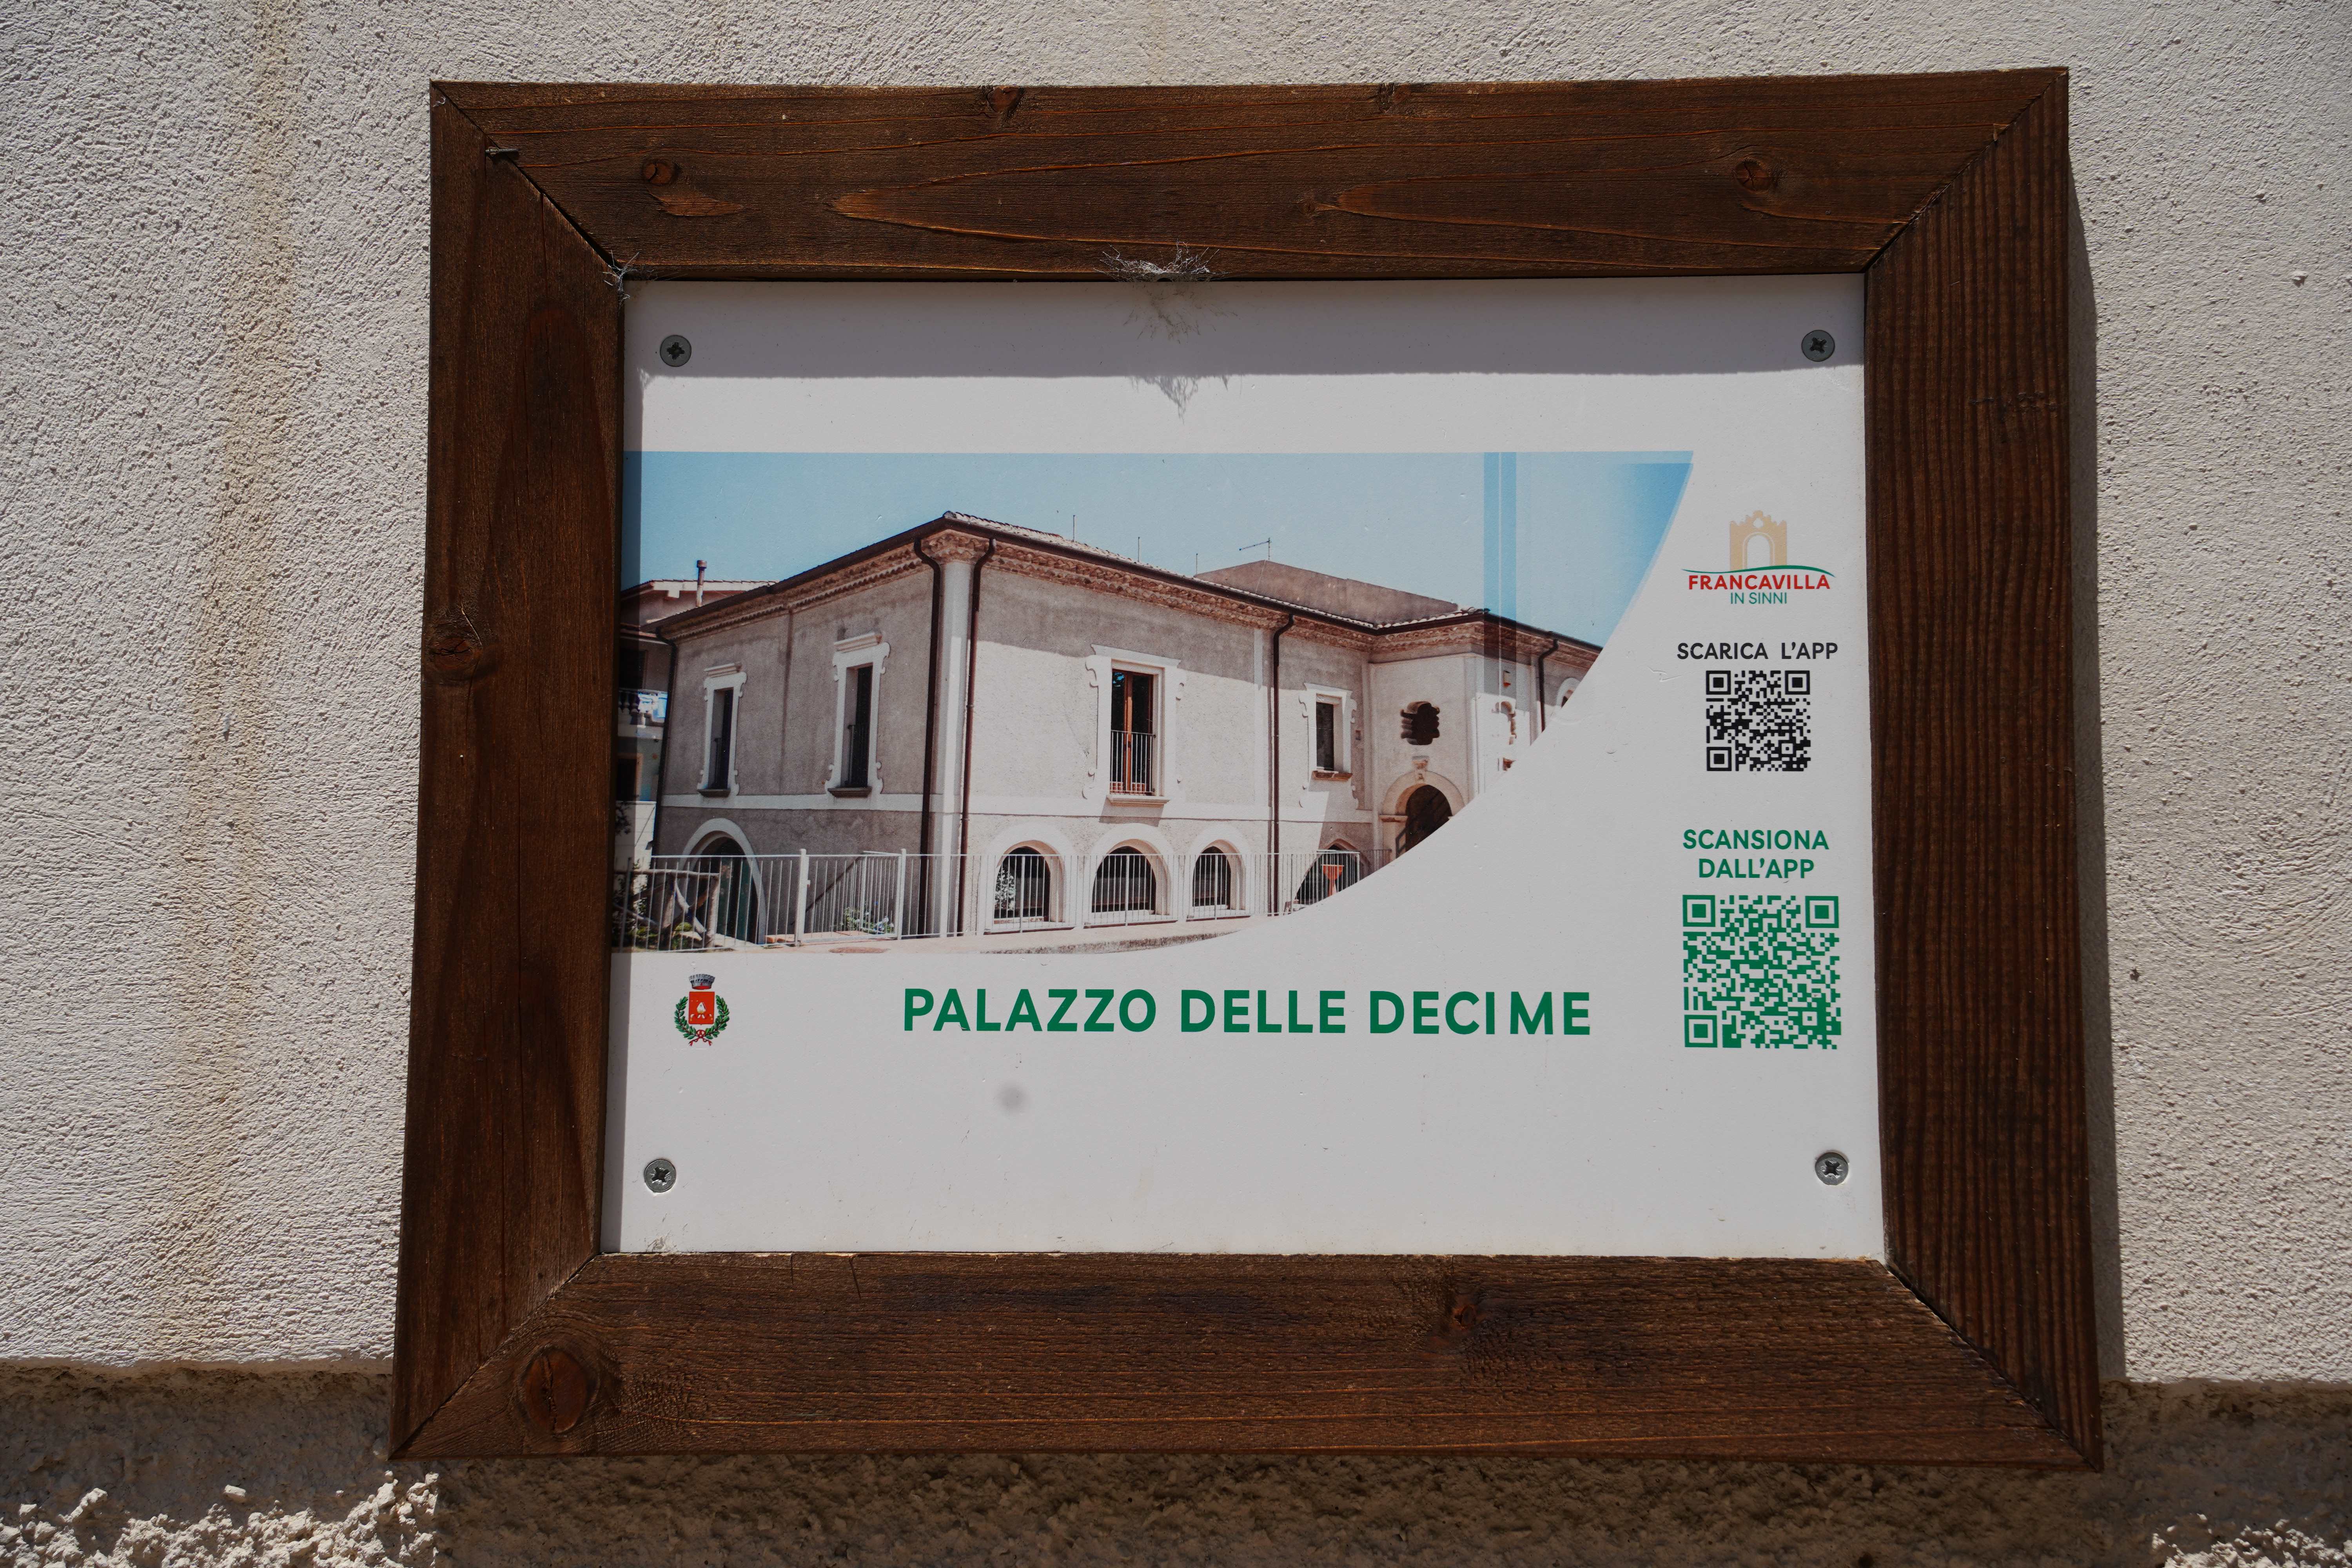 FRANCAVILLA
IN SINNI
SCARICA L'APP
SCANSIONA
DALL'APP
PALAZZO DELLE DECIME